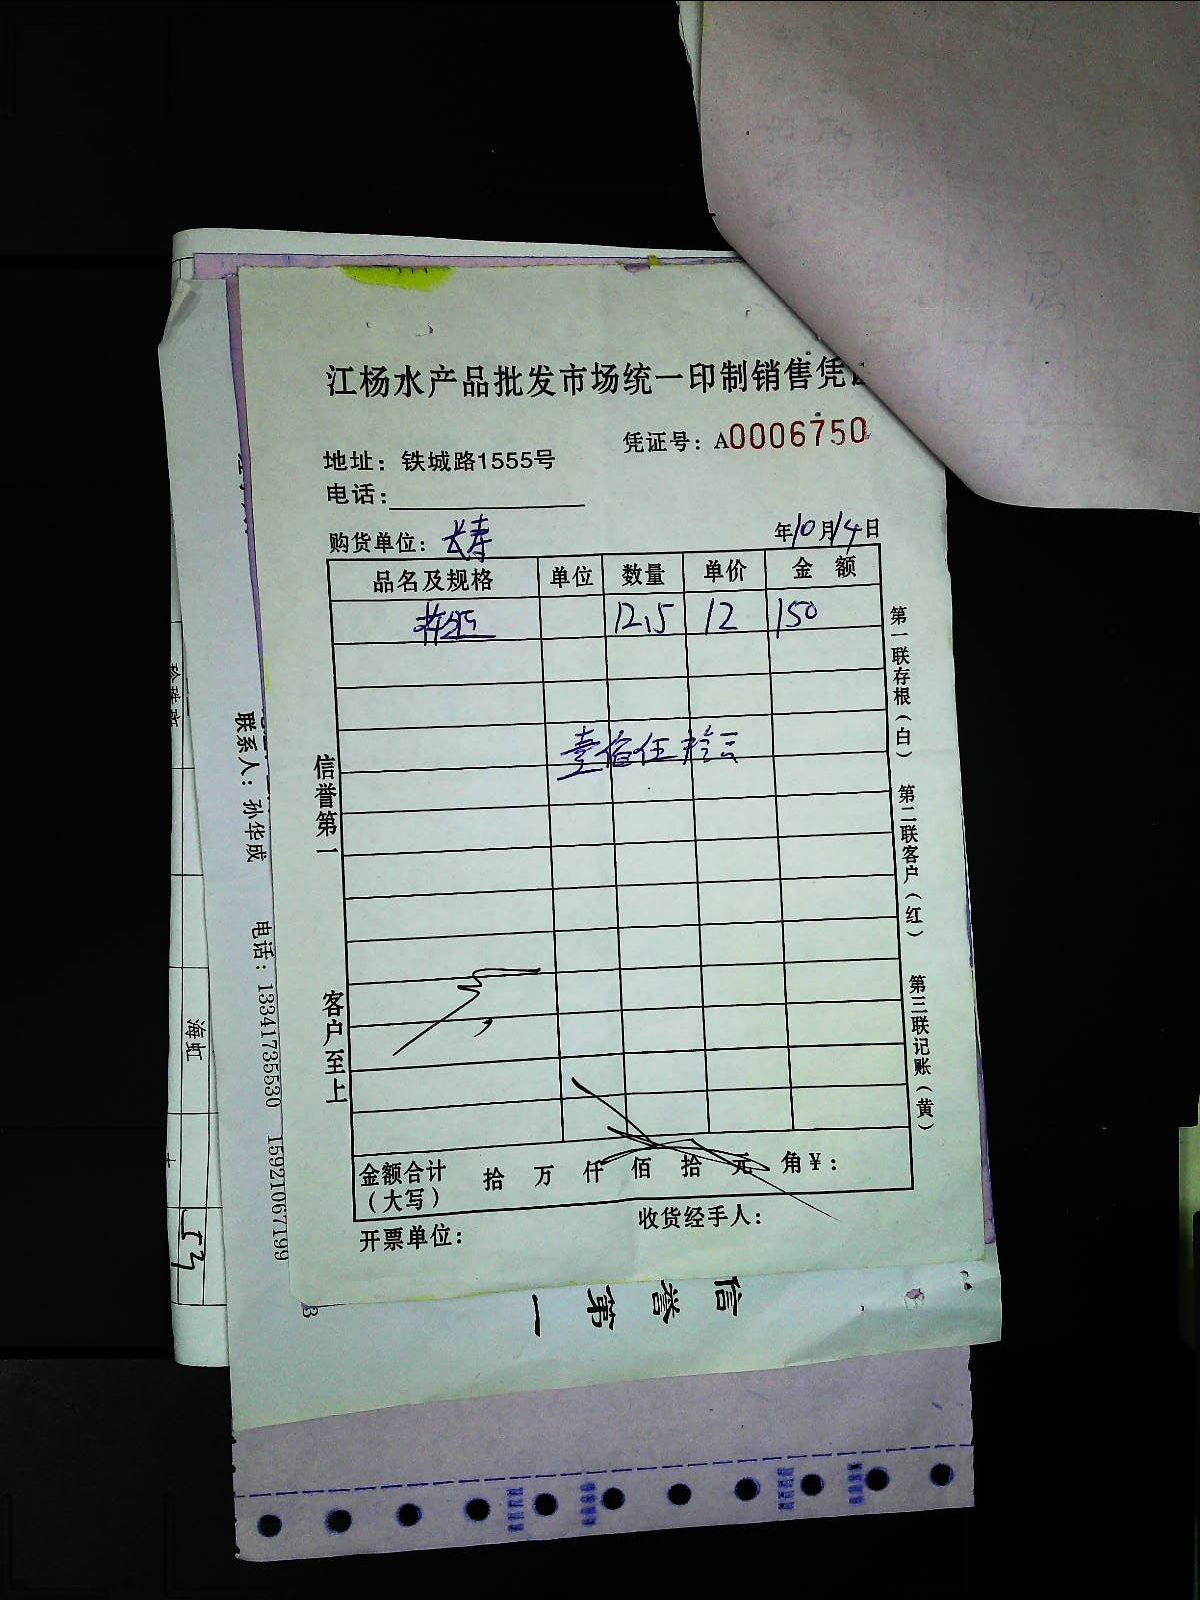 江杨水产品批发市场统一印制销售凭
凭证号：A0006750
地址：铁城路1555号
电话：
购货单位：长寿
年10月14日
品名及规格 单位 数量 单价 金 额
12.5 12 150
壹佰伍拾元
金额合计（大写） 拾 万 仟 佰 拾 元 角 ¥：
开票单位：
收货经手人：
信誉第一
客户至上
第一联存根（白）
第二联客户（红）
第三联记账（黄）
联系人：孙华成 电话：13341735530 15921067199
海虹
信誉第一